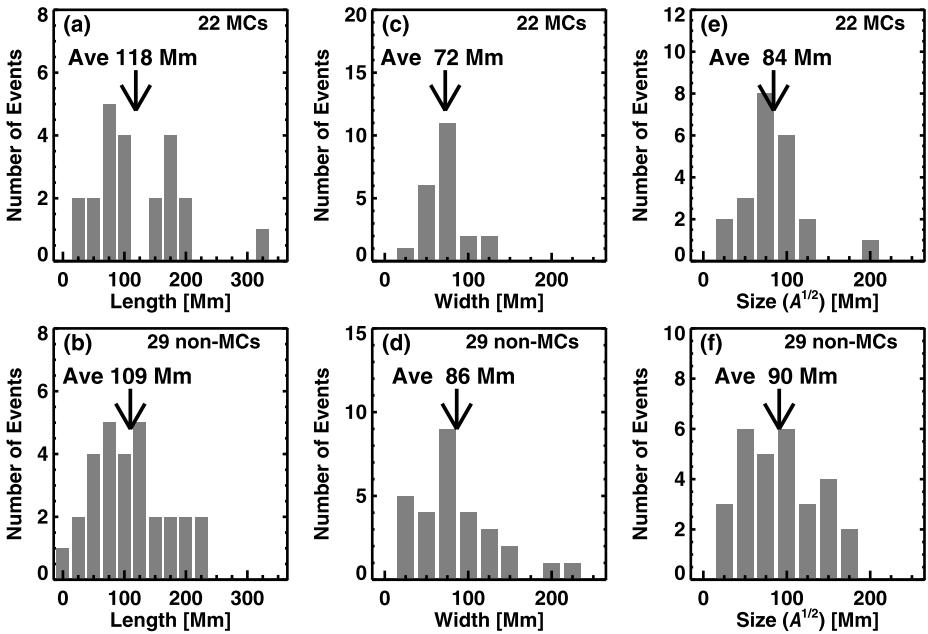 (a) 22 MCs
Ave 118 Mm
Number of Events
8
6
4
2
0
0 100 200 300
Length [Mm]
(c) 22 MCs
Ave 72 Mm
Number of Events
20
15
10
5
0
0 100 200
Width [Mm]
(e) 22 MCs
Ave 84 Mm
Number of Events
12
10
8
6
4
2
0
0 100 200
Size (A1/2) [Mm]
(b) 29 non-MCs
Ave 109 Mm
Number of Events
8
6
4
2
0
0 100 200 300
Length [Mm]
(d) 29 non-MCs
Ave 86 Mm
Number of Events
15
10
5
0
0 100 200
Width [Mm]
(f) 29 non-MCs
Ave 90 Mm
Number of Events
10
8
6
4
2
0
0 100 200
Size (A1/2) [Mm]